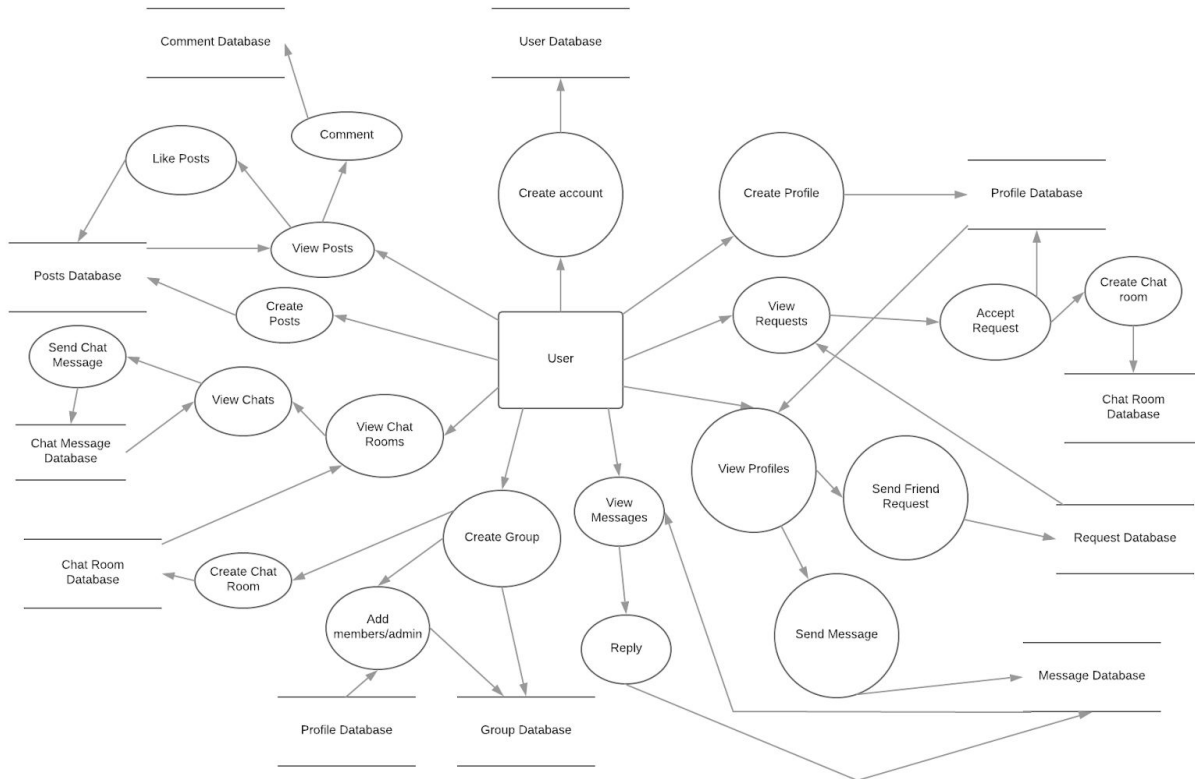 Comment Database
User Database
Comment
Like Posts
Create account
Create Profile
Profile Database
View Posts
Posts Database
Create
Posts
View
Requests
Accept
Request
Create Chat
room
User
Send Chat
Message
View Chats
View Chat
Rooms
Chat Message
Database
Chat Room
Database
View Profiles
Send Friend
Request
View
Messages
Create Group
Request Database
Chat Room
Database
Create Chat
Room
Add
members/admin
Reply
Send Message
Message Database
Profile Database
Group Database